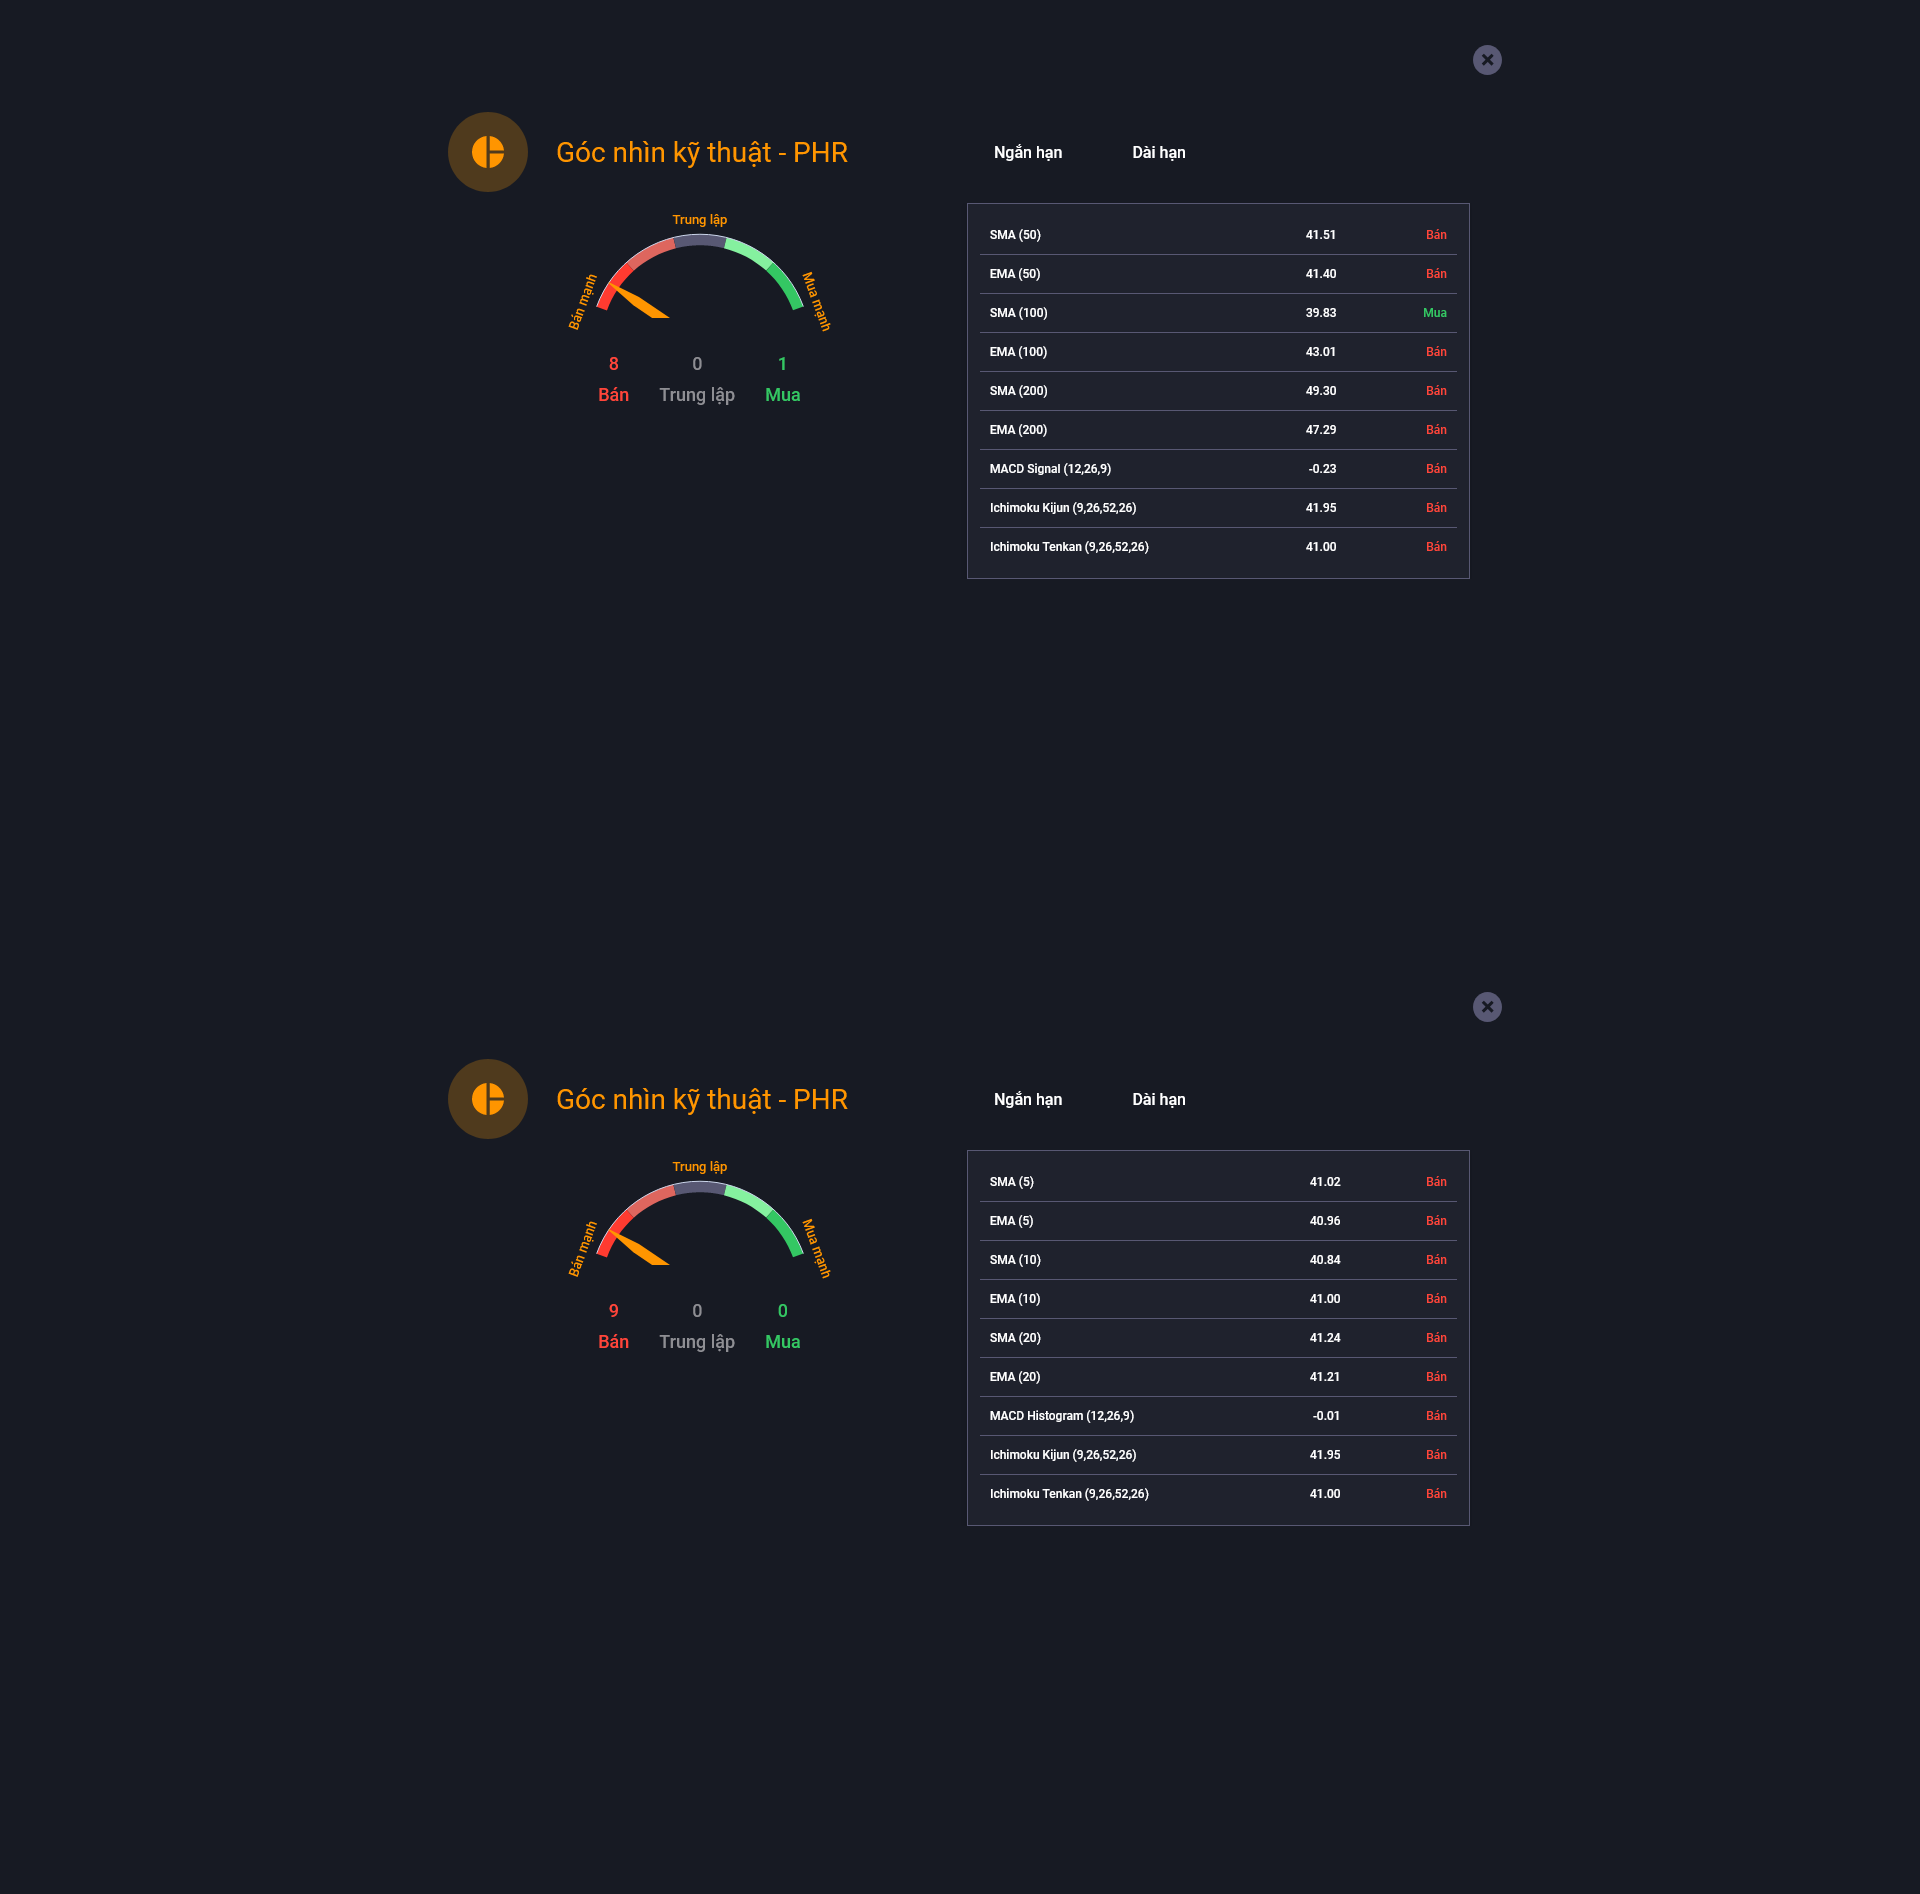 Góc nhìn kỹ thuật - PHR
Ngắn hạn Dài hạn
Trung lập
Bán mạnh
Mua mạnh
8 0 1
Bán Trung lập Mua
SMA (50) 41.51 Bán
EMA (50) 41.40 Bán
SMA (100) 39.83 Mua
EMA (100) 43.01 Bán
SMA (200) 49.30 Bán
EMA (200) 47.29 Bán
MACD Signal (12,26,9) -0.23 Bán
Ichimoku Kijun (9,26,52,26) 41.95 Bán
Ichimoku Tenkan (9,26,52,26) 41.00 Bán
Góc nhìn kỹ thuật - PHR
Ngắn hạn Dài hạn
Trung lập
Bán mạnh
Mua mạnh
9 0 0
Bán Trung lập Mua
SMA (5) 41.02 Bán
EMA (5) 40.96 Bán
SMA (10) 40.84 Bán
EMA (10) 41.00 Bán
SMA (20) 41.24 Bán
EMA (20) 41.21 Bán
MACD Histogram (12,26,9) -0.01 Bán
Ichimoku Kijun (9,26,52,26) 41.95 Bán
Ichimoku Tenkan (9,26,52,26) 41.00 Bán